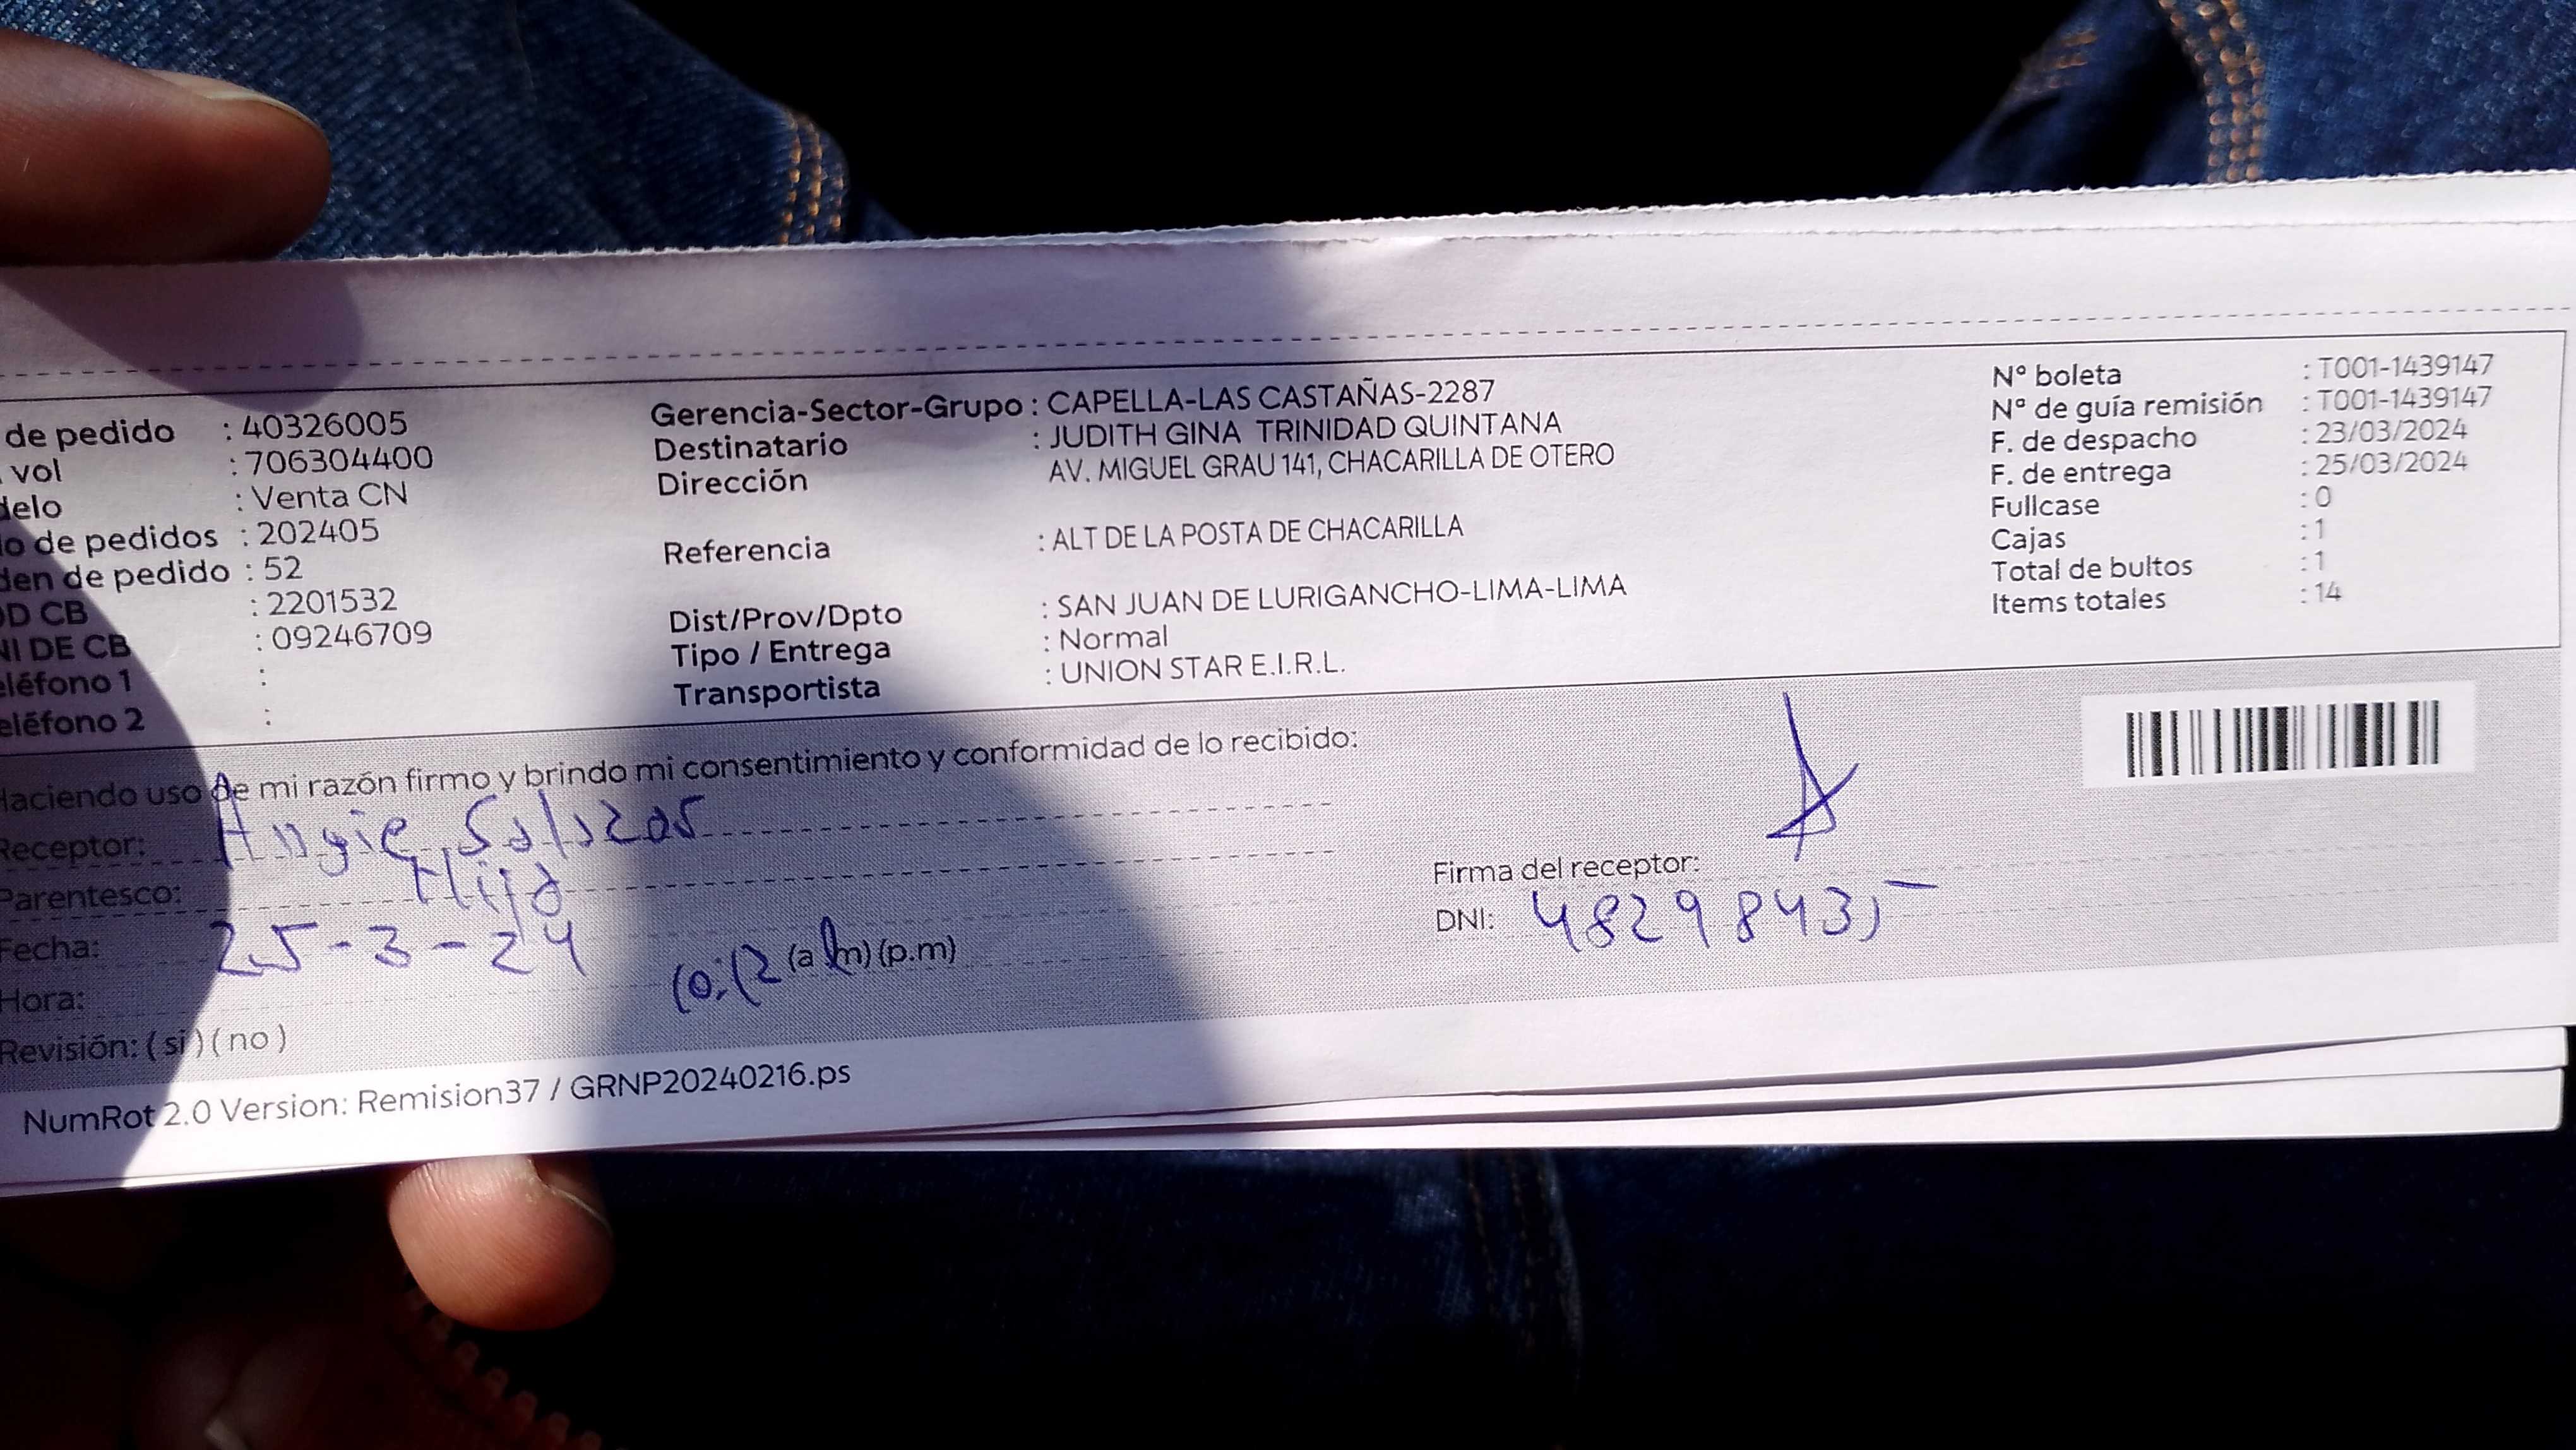 de pedido : 40326005
vol : 706304400
delo : Venta CN
o de pedidos : 202405
den de pedido : 52
OD CB : 2201532
NI DE CB : 09246709
eléfono 1 :
eléfono 2 :
Gerencia-Sector-Grupo : CAPELLA-LAS CASTAÑAS-2287
Destinatario : JUDITH GINA TRINIDAD QUINTANA
Dirección AV. MIGUEL GRAU 141, CHACARILLA DE OTERO
Referencia : ALT DE LA POSTA DE CHACARILLA
Dist/Prov/Dpto : SAN JUAN DE LURIGANCHO-LIMA-LIMA
Tipo / Entrega : Normal
Transportista : UNION STAR E.I.R.L.
N° boleta : T001-1439147
N° de guía remisión : T001-1439147
F. de despacho : 23/03/2024
F. de entrega : 25/03/2024
Fullcase : 0
Cajas : 1
Total de bultos : 1
Items totales : 14
Haciendo uso de mi razón firmo y brindo mi consentimiento y conformidad de lo recibido:
Receptor: Angie Salazar
Parentesco: Hija
Fecha: 25-3-24
Hora: 10:12 (a.m) (p.m)
Revisión: ( si ) ( no )
Firma del receptor:
DNI: 4829843
NumRot 2.0 Version: Remision37 / GRNP20240216.ps